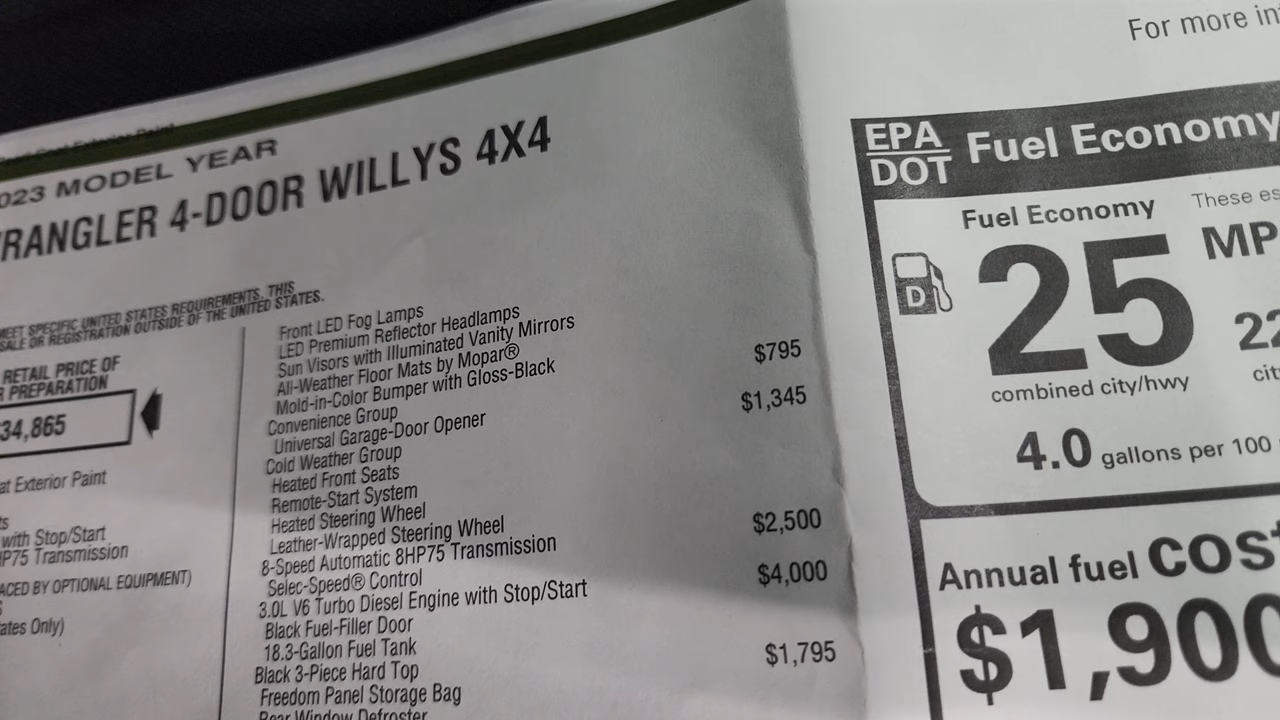 For more in
023 MODEL YEAR
RANGLER 4-DOOR WILLYS 4X4
MEET SPECIFIC UNITED STATES REQUIREMENTS. THIS
SALE OR REGISTRATION OUTSIDE OF THE UNITED STATES.
RETAIL PRICE OF
PREPARATION
34,865
at Exterior Paint
with Stop/Start
HP75 Transmission
ACED BY OPTIONAL EQUIPMENT)
ates Only)
Front LED Fog Lamps
LED Premium Reflector Headlamps
Sun Visors with Illuminated Vanity Mirrors
All-Weather Floor Mats by Mopar®
Mold-in-Color Bumper with Gloss-Black
Convenience Group $795
Universal Garage-Door Opener
Cold Weather Group $1,345
Heated Front Seats
Remote-Start System
Heated Steering Wheel
Leather-Wrapped Steering Wheel
8-Speed Automatic 8HP75 Transmission $2,500
Selec-Speed® Control
3.0L V6 Turbo Diesel Engine with Stop/Start $4,000
Black Fuel-Filler Door
18.3-Gallon Fuel Tank
Black 3-Piece Hard Top $1,795
Freedom Panel Storage Bag
Rear Window Defroster
EPA
DOT
Fuel Economy
Fuel Economy
These es
D
25
MP
22
combined city/hwy
cit
4.0 gallons per 100
Annual fuel COST
$1,900